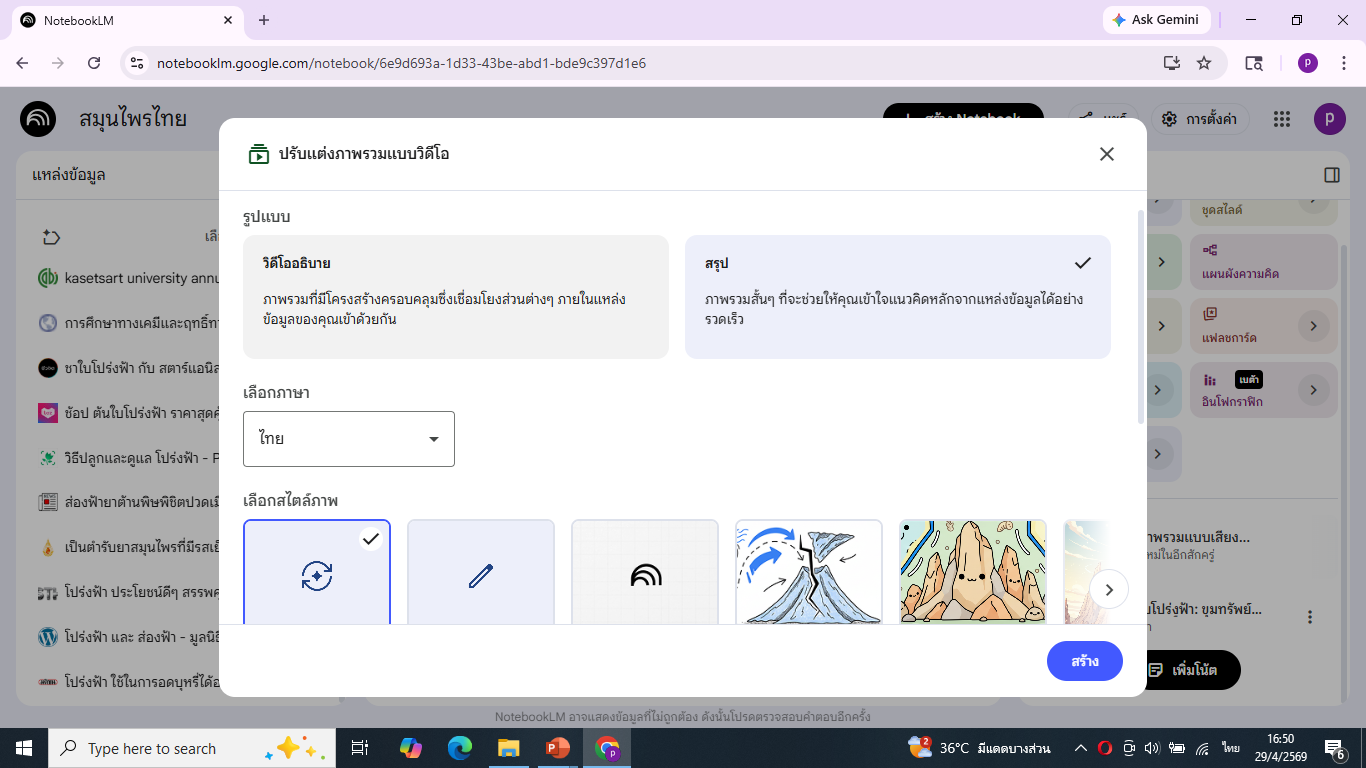 NotebookLM
Ask Gemini
notebooklm.google.com/notebook/6e9d693a-1d33-43be-abd1-bde9c397d1e6
p
สมุนไพรไทย
สร้าง Notebook
แชร์
การตั้งค่า
p
แหล่งข้อมูล
ปรับแต่งภาพรวมแบบวิดีโอ
รูปแบบ
วิดีโออธิบาย
ภาพรวมที่มีโครงสร้างครอบคลุมซึ่งเชื่อมโยงส่วนต่างๆ ภายในแหล่ง
ข้อมูลของคุณเข้าด้วยกัน
สรุป
ภาพรวมสั้นๆ ที่จะช่วยให้คุณเข้าใจแนวคิดหลักจากแหล่งข้อมูลได้อย่าง
รวดเร็ว
เลือกภาษา
ไทย
เลือกสไตล์ภาพ
สร้าง
kasetsart university annu
การศึกษาทางเคมีและฤทธิ์ท
ชาใบโปร่งฟ้า กับ สตาร์แอนิส
ช้อป ต้นใบโปร่งฟ้า ราคาสุดคุ้
วิธีปลูกและดูแล โปร่งฟ้า - P
ส่องฟ้ายาต้านพิษพิชิตปวดเมื่
เป็นตำรับยาสมุนไพรที่มีรสเย็
โปร่งฟ้า ประโยชน์ดีๆ สรรพค
โปร่งฟ้า และ ส่องฟ้า - มูลนิธิ
โปร่งฟ้า ใช้ในการอดบุหรี่ได้อ
ชุดสไลด์
แผนผังความคิด
แฟลชการ์ด
เบต้า
อินโฟกราฟิก
าพรวมแบบเสียง...
ใหม่ในอีกสักครู่
บโปร่งฟ้า: ขุมทรัพย์...
เพิ่มโน้ต
NotebookLM อาจแสดงข้อมูลที่ไม่ถูกต้อง ดังนั้นโปรดตรวจสอบคำตอบอีกครั้ง
Type here to search
2
36°C มีแดดบางส่วน
ไทย
16:50
29/4/2569
6